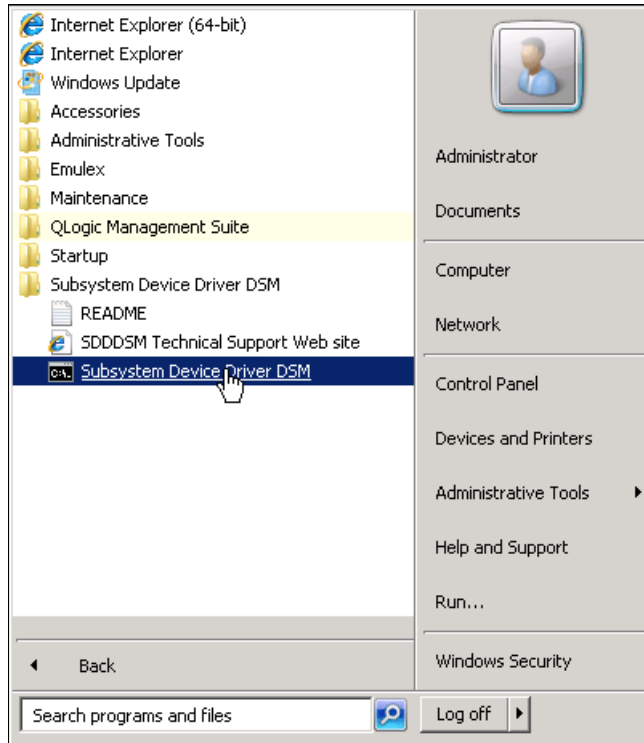 Internet Explorer (64-bit)
Internet Explorer
Windows Update
Accessories
Administrative Tools
Emulex
Maintenance
QLogic Management Suite
Startup
Subsystem Device Driver DSM
README
SDDDSM Technical Support Web site
C:\.
Subsystem Device Driver DSM
Back
Search programs and files
Administrator
Documents
Computer
Network
Control Panel
Devices and Printers
Administrative Tools
Help and Support
Run...
Windows Security
Log off